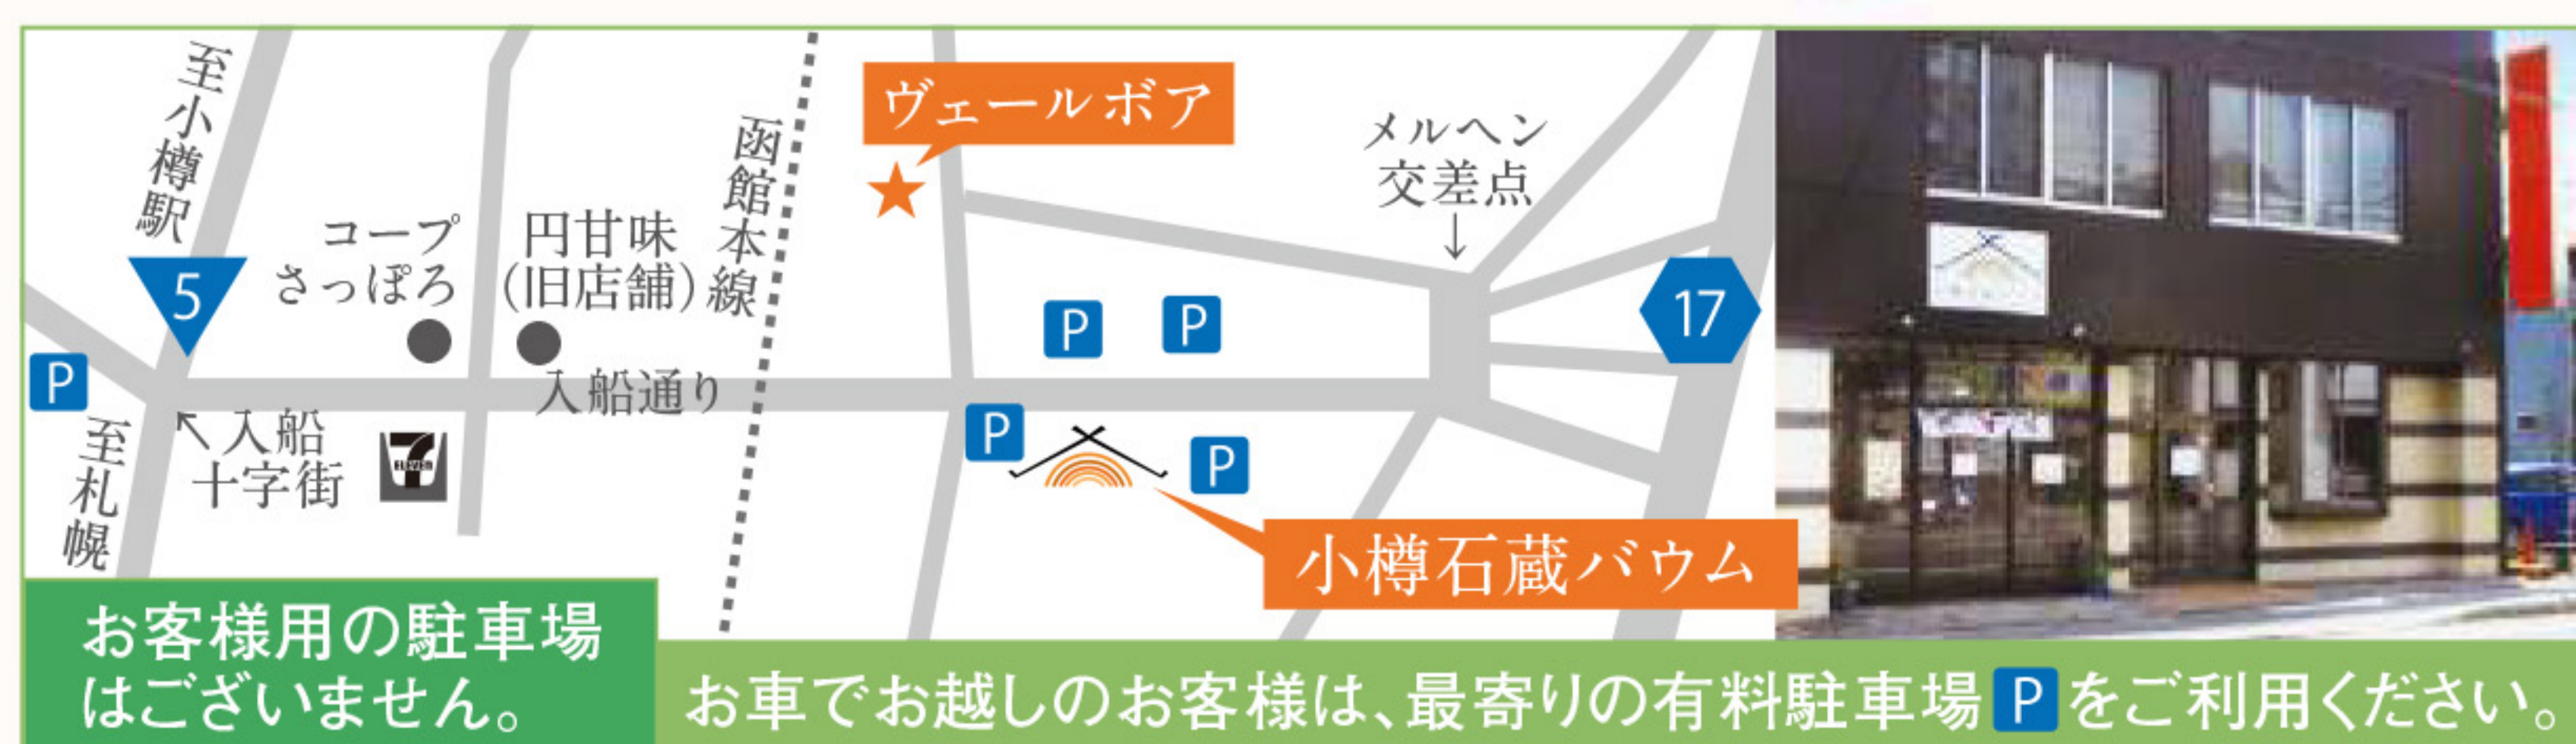 至小樽駅
5
P
至札幌
入船
十字街
コープ
さっぽろ
円甘味
(旧店舗)
7
ELEVEN
入船通り
函館本線
ヴェールボア
メルヘン
交差点
17
P
P
P
P
小樽石蔵バウム
お客様用の駐車場
はございません。
お車でお越しのお客様は、最寄りの有料駐車場Pをご利用ください。